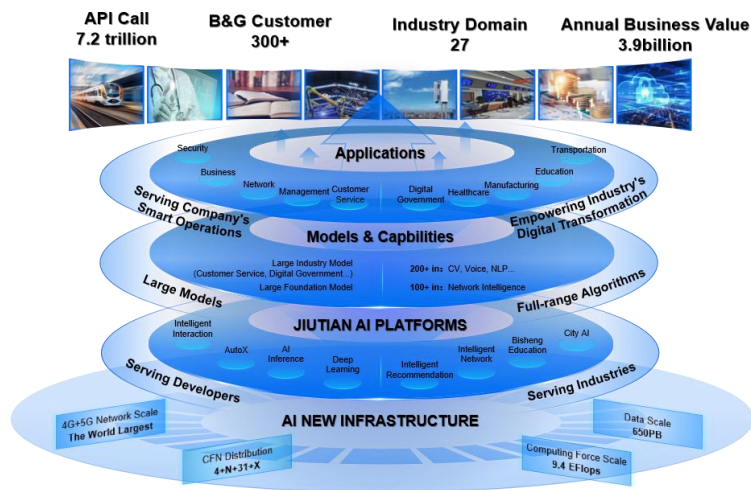 API Call
7.2 trillion
B&G Customer
300+
Industry Domain
27
Annual Business Value
3.9billion
Applications
Security
Business
Network
Management
Customer
Service
Digital
Government
Healthcare
Manufacturing
Education
Transportation
Serving Company's
Smart Operations
Empowering Industry's
Digital Transformation
Models & Capbilities
Large Industry Model
(Customer Service, Digital Government...)
Large Foundation Model
200+ in: CV, Voice, NLP...
100+ in: Network Intelligence
Large Models
Full-range Algorithms
JIUTIAN AI PLATFORMS
Intelligent
Interaction
AutoX
AI
Inference
Deep
Learning
Intelligent
Recommendation
Intelligent
Network
Bisheng
Education
City AI
Serving Developers
Serving Industries
AI NEW INFRASTRUCTURE
4G+5G Network Scale
The World Largest
CFN Distribution
4+N+31+X
Computing Force Scale
9.4 EFlops
Data Scale
650PB